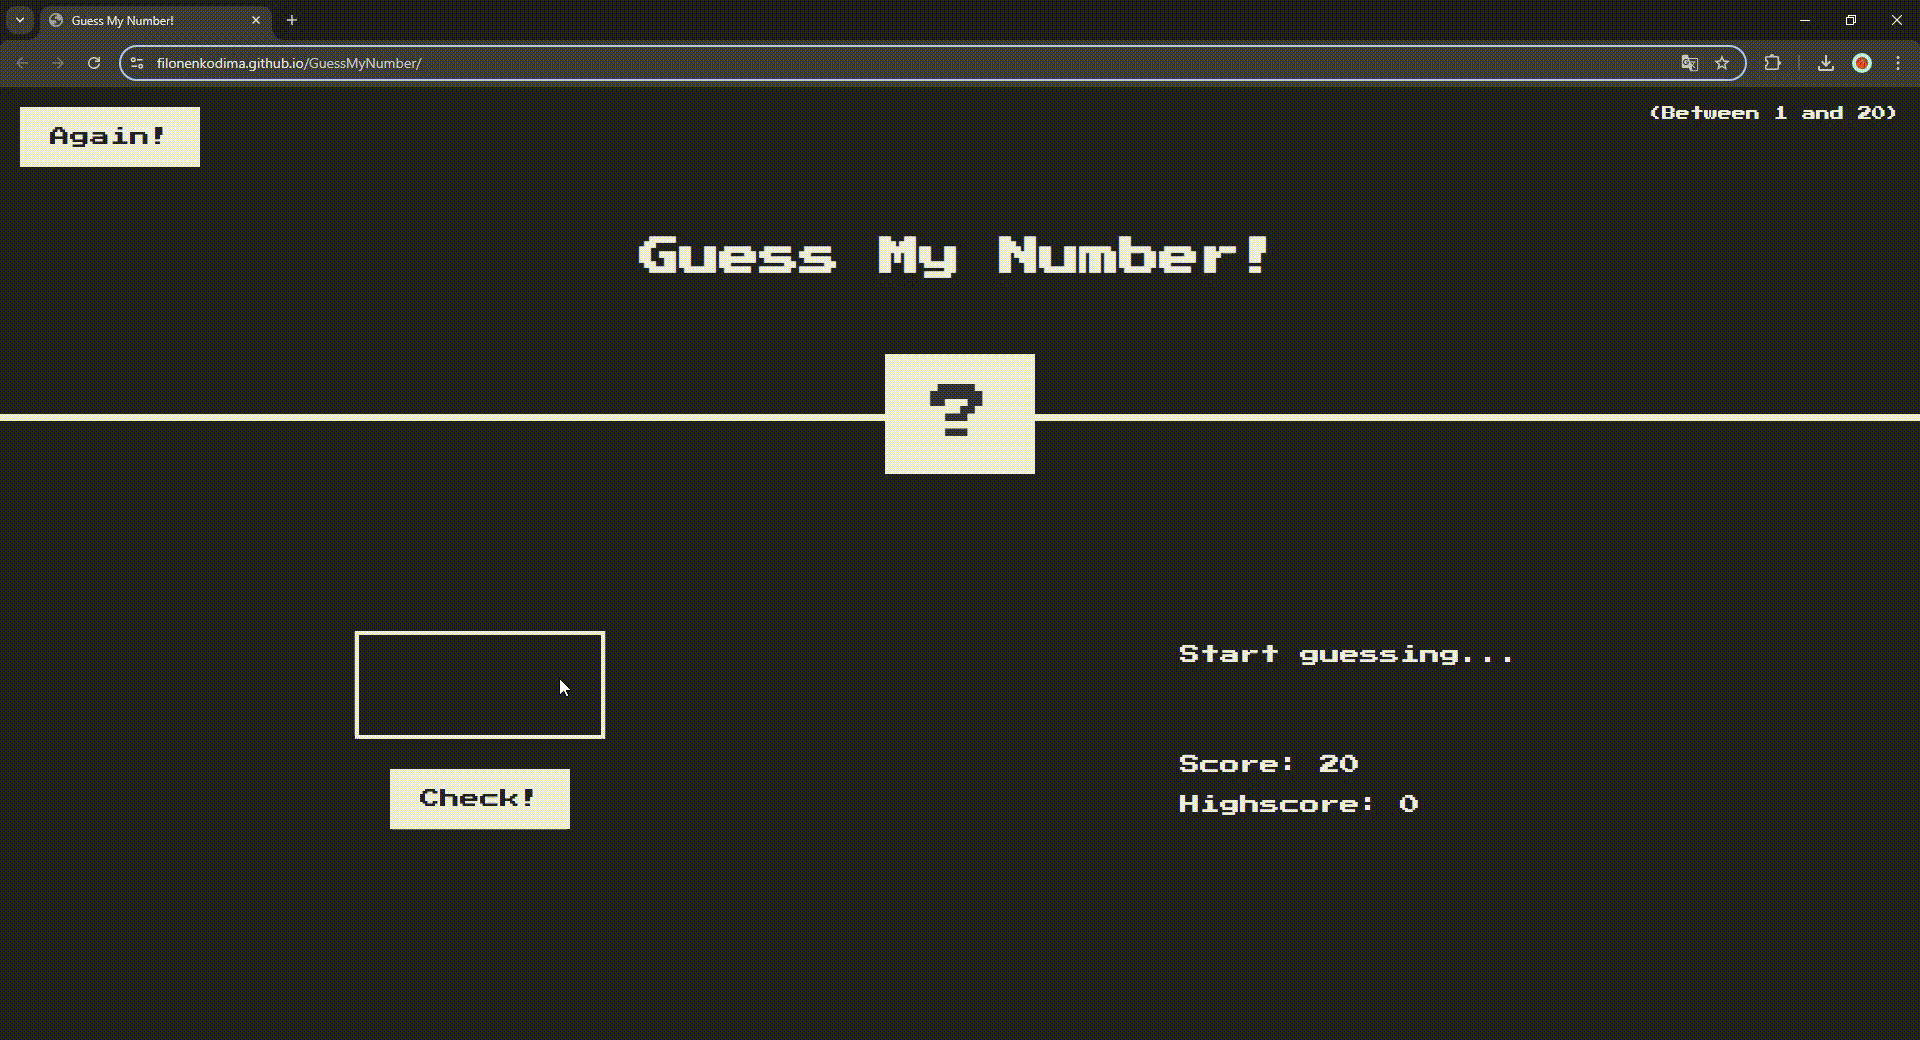 Guess My Number!
filonenkodima.github.io/GuessMyNumber/
Again!
(Between 1 and 20)
Guess My Number!
?
Start guessing...
Score: 20
Check!
Highscore: 0